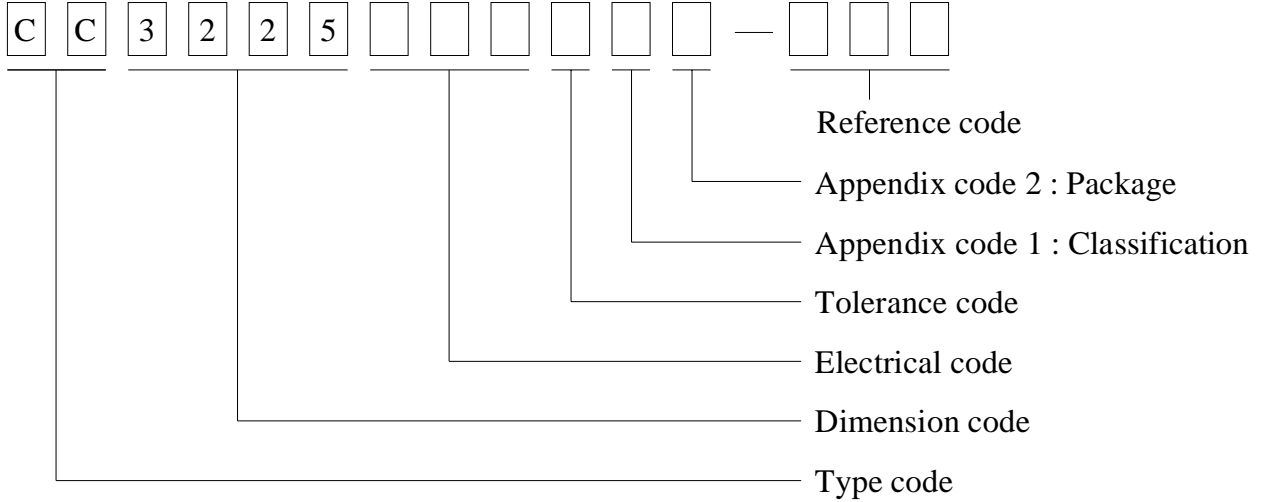 C C 3 2 2 5 —
Reference code
Appendix code 2 : Package
Appendix code 1 : Classification
Tolerance code
Electrical code
Dimension code
Type code